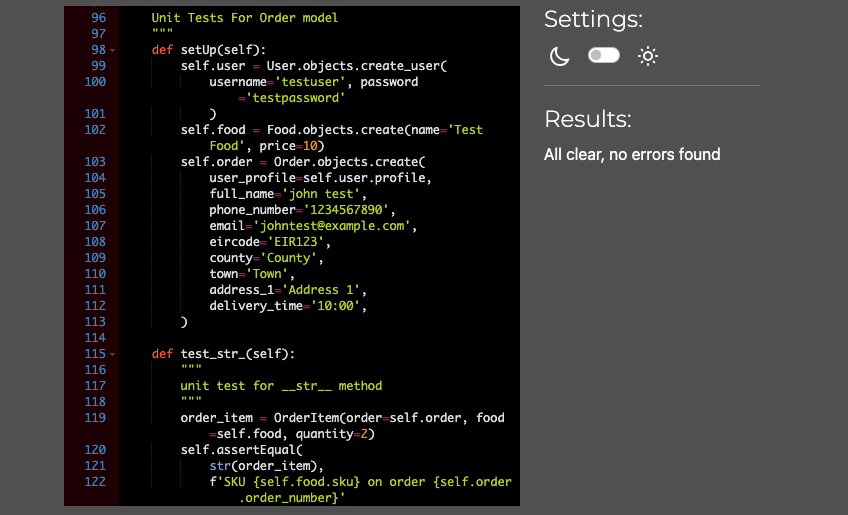 96 Unit Tests For Order model
97 """
98 def setUp(self):
99 self.user = User.objects.create_user(
100 username='testuser', password
='testpassword'
101 )
102 self.food = Food.objects.create(name='Test
Food', price=10)
103 self.order = Order.objects.create(
104 user_profile=self.user.profile,
105 full_name='john test',
106 phone_number='1234567890',
107 email='johntest@example.com',
108 eircode='EIR123',
109 county='County',
110 town='Town',
111 address_1='Address 1',
112 delivery_time='10:00',
113 )
114
115 def test_str_(self):
116 """
117 unit test for __str__ method
118 """
119 order_item = OrderItem(order=self.order, food
=self.food, quantity=2)
120 self.assertEqual(
121 str(order_item),
122 f'SKU {self.food.sku} on order {self.order
.order_number}'
Settings:
Results:
All clear, no errors found